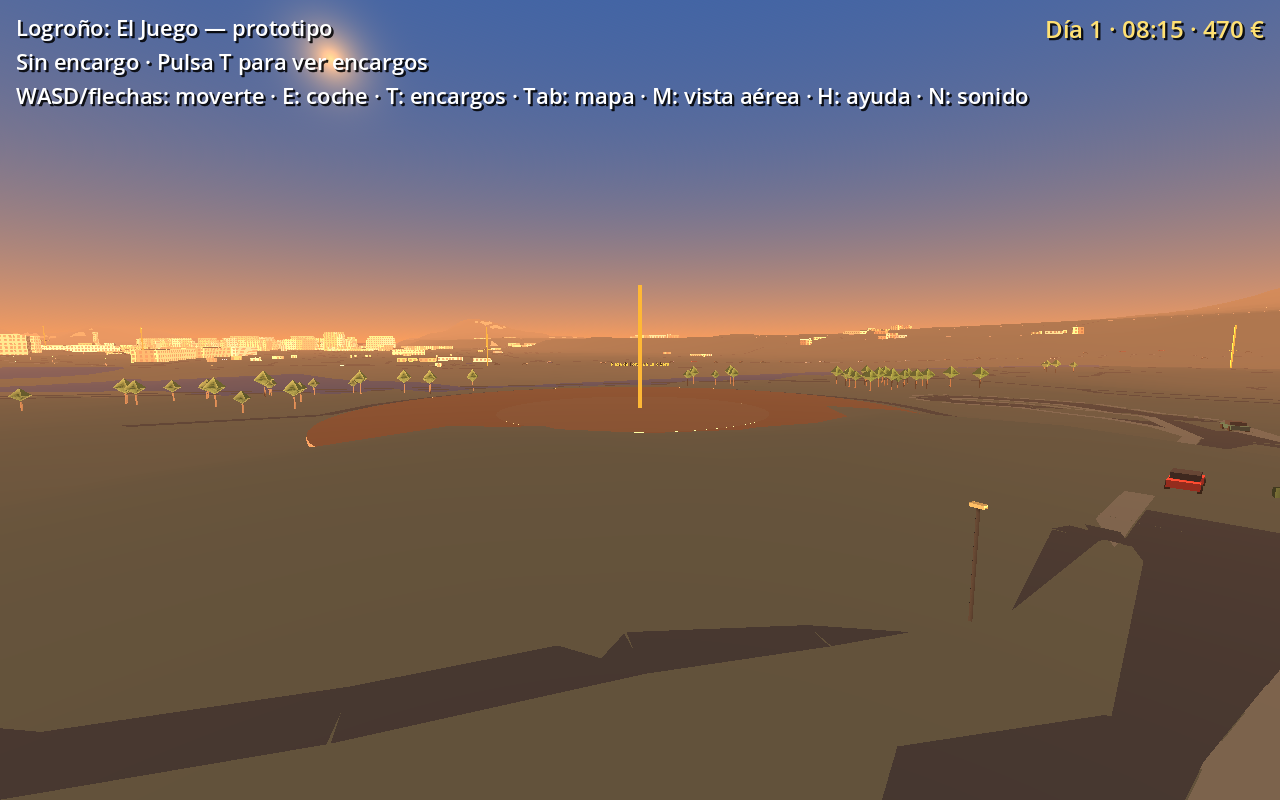 Logroño: El Juego — prototipo
Día 1 · 08:15 · 470 €
Sin encargo · Pulsa T para ver encargos
WASD/flechas: moverte · E: coche · T: encargos · Tab: mapa · M: vista aérea · H: ayuda · N: sonido